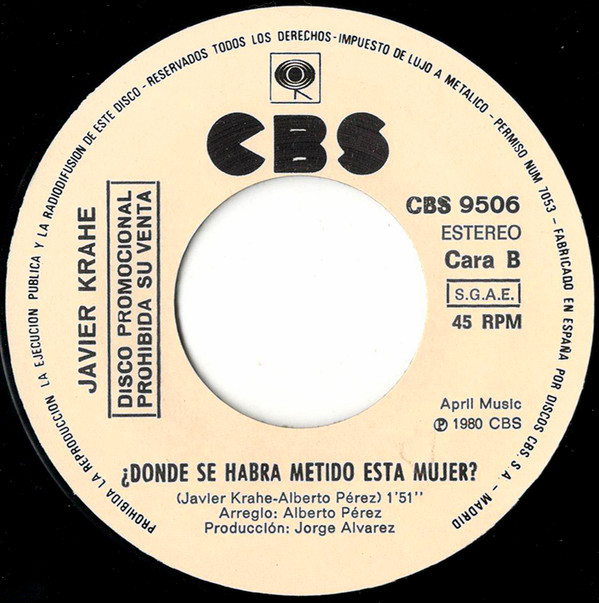 PROHIBIDA LA REPRODUCCION, LA EJECUCION PUBLICA Y LA RADIODIFUSION DE ESTE DISCO - RESERVADOS TODOS LOS DERECHOS - IMPUESTO DE LUJO A METALICO - PERMISO NUM 7053 - FABRICADO EN ESPAÑA POR DISCOS CBS. S.A. - MADRID
CBS
JAVIER KRAHE
DISCO PROMOCIONAL
PROHIBIDA SU VENTA
CBS 9506
ESTEREO
Cara B
S.G.A.E.
45 RPM
April Music
℗ 1980 CBS
¿DONDE SE HABRA METIDO ESTA MUJER?
(Javier Krahe-Alberto Pérez) 1'51''
Arreglo: Alberto Pérez
Producción: Jorge Alvarez